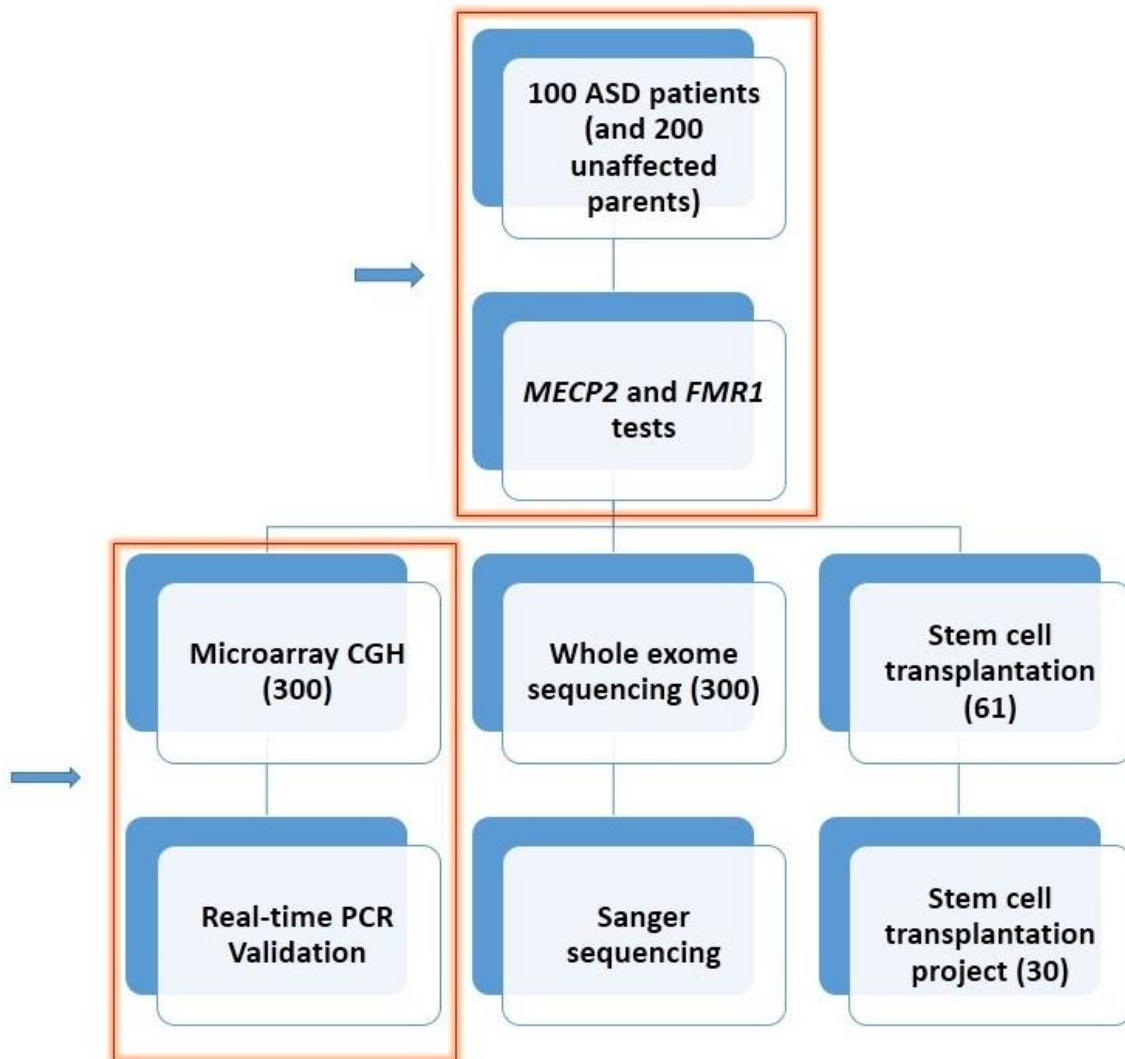 100 ASD patients
(and 200
unaffected
parents)
MECP2 and FMR1
tests
Microarray CGH
(300)
Whole exome
sequencing (300)
Stem cell
transplantation
(61)
Real-time PCR
Validation
Sanger
sequencing
Stem cell
transplantation
project (30)